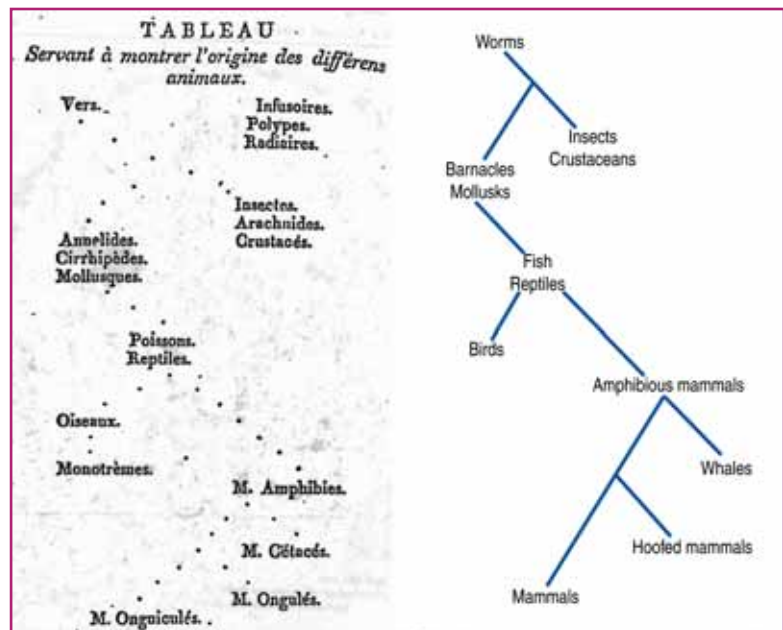 TABLEAU
Servant à montrer l'origine des différens
animaux.
Vers.
Infusoires.
Polypes.
Radiaires.
Insectes.
Arachnides.
Crustacés.
Annelides.
Cirrhipèdes.
Mollusques.
Poissons.
Reptiles.
Oiseaux.
Monotrèmes.
M. Amphibies.
M. Cétacés.
M. Ongulés.
M. Onguiculés.
Worms
Insects
Crustaceans
Barnacles
Mollusks
Fish
Reptiles
Birds
Amphibious mammals
Whales
Hoofed mammals
Mammals